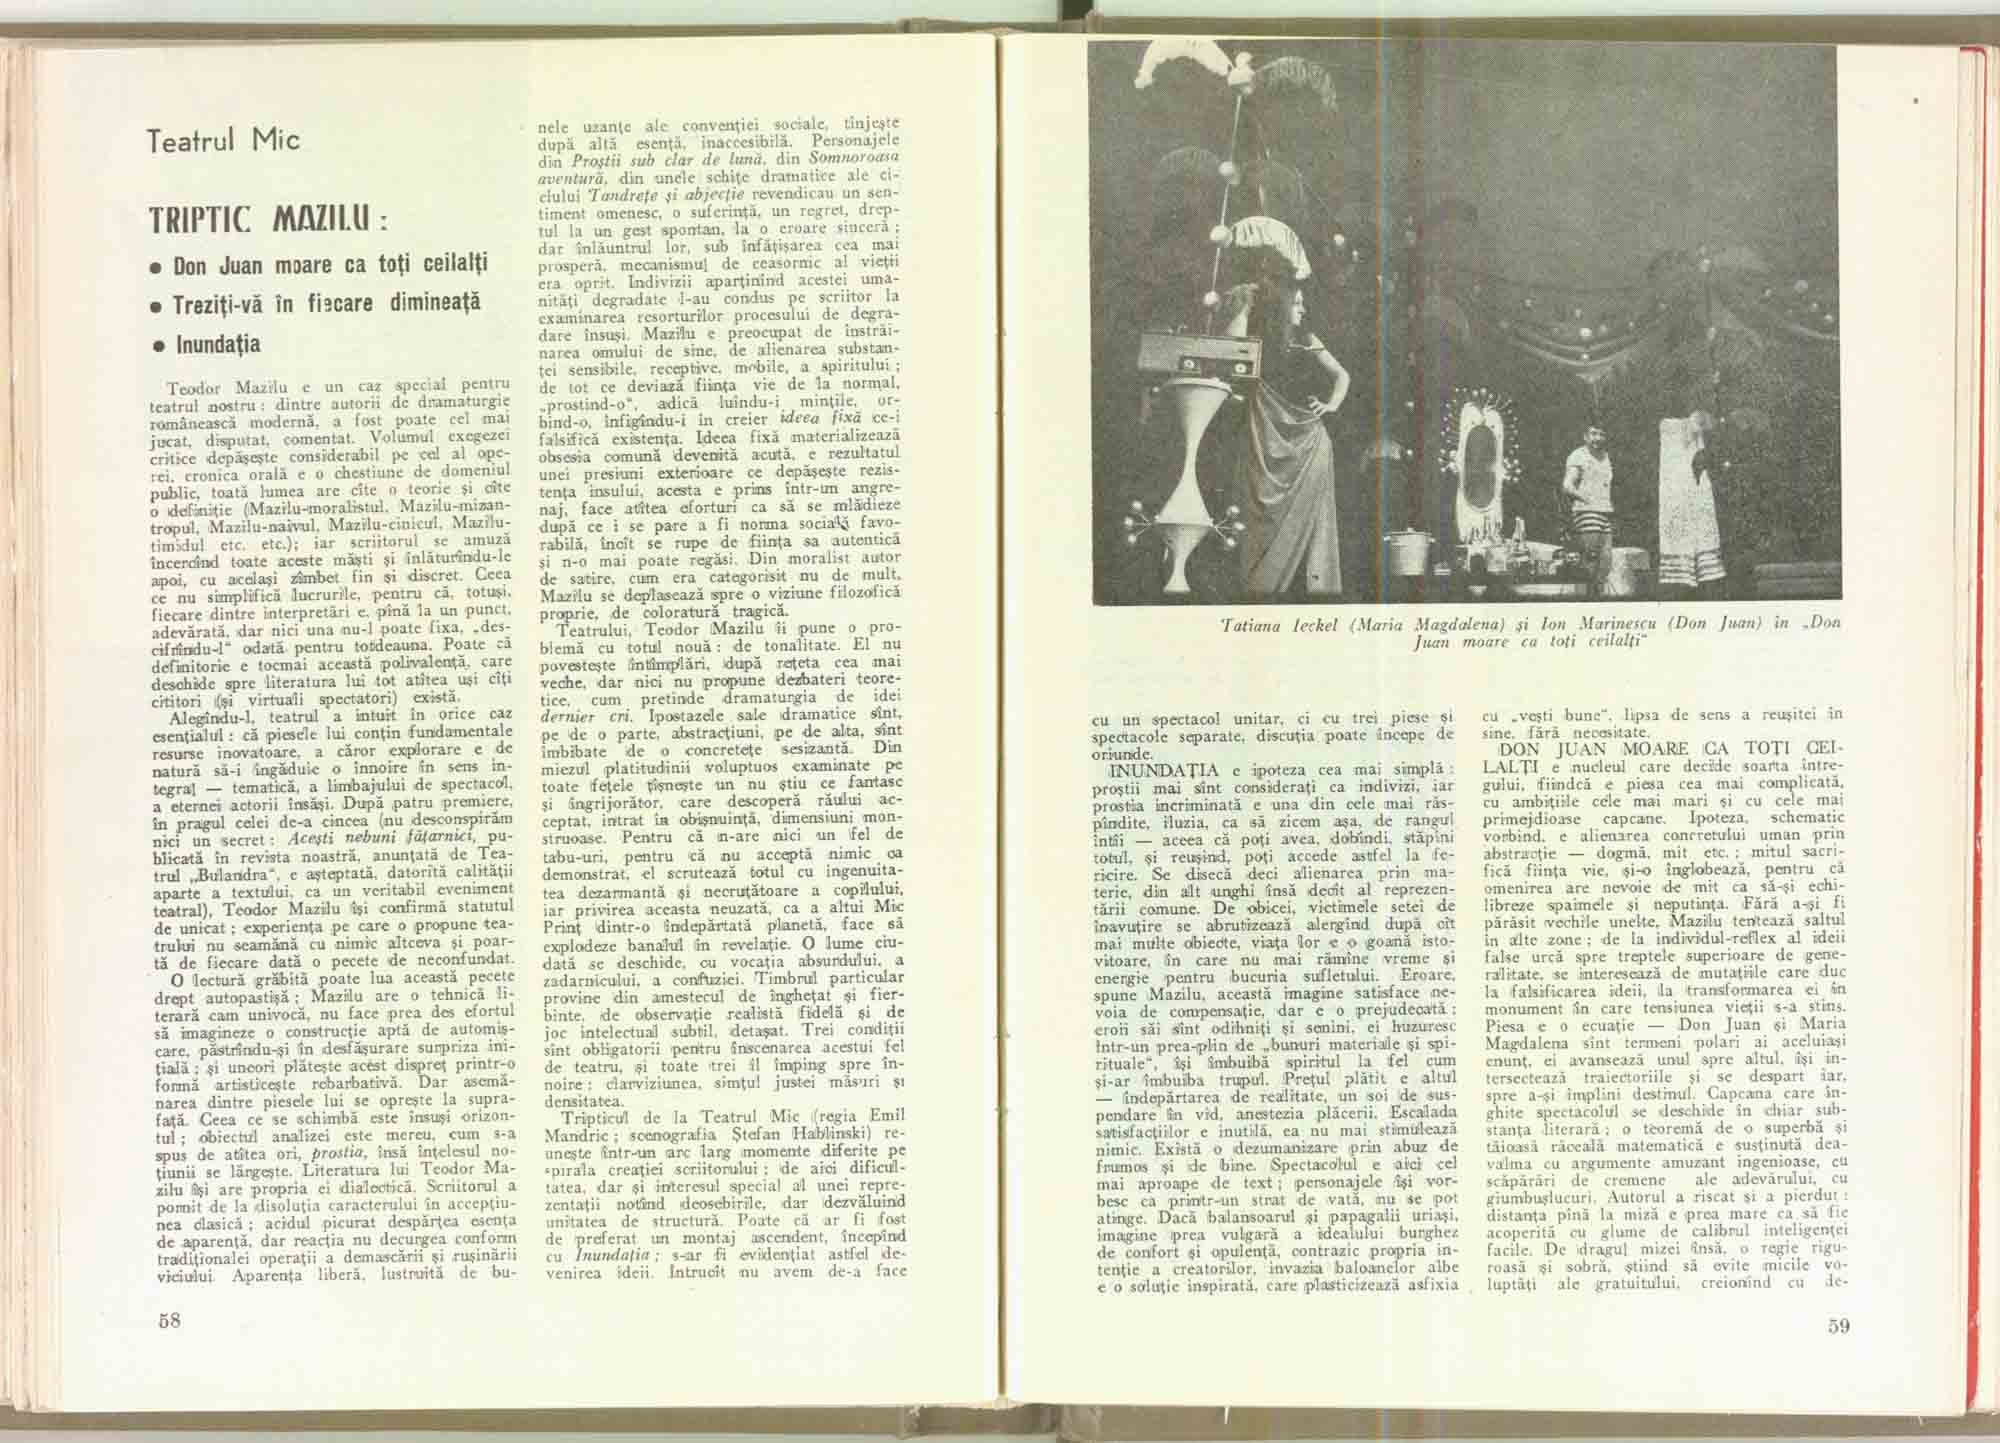 Teatrul Mic
TRIPTIC MAZILU :
● Don Juan moare ca toți ceilalți
● Treziți-vă în fiecare dimineață
● Inundația
Teodor Mazilu e un caz special pentru
teatrul nostru : dintre autorii de dramaturgie
românească modernă, a fost poate cel mai
jucat, disputat, comentat. Volumul exegezei
critice depășește considerabil pe cel al ope-
rei, cronica orală e o chestiune de domeniul
public, toată lumea are cîte o teorie și cîte
o definiție (Mazilu-moralistul, Mazilu-mizan-
tropul, Mazilu-naivul, Mazilu-cinicul, Mazilu-
timidul etc. etc.); iar scriitorul se amuză
încercînd toate aceste măști și înlăturîndu-le
apoi, cu același zîmbet fin și discret. Ceea
ce nu simplifică lucrurile, pentru că, totuși,
fiecare dintre interpretări e, pînă la un punct,
adevărată, dar nici una nu-l poate fixa, „des-
cifrîndu-l“ odată pentru totdeauna. Poate că
definitorie e tocmai această polivalență, care
deschide spre literatura lui tot atîtea uși cîți
cititori (și virtuali spectatori) există.
Alegîndu-l, teatrul a intuit în orice caz
esențialul : că piesele lui conțin fundamentale
resurse inovatoare, a căror explorare e de
natură să-i îngăduie o înnoire în sens in-
tegral — tematică, a limbajului de spectacol,
a eternei actorii însăși. După patru premiere,
în pragul celei de-a cincea (nu desconspirăm
nici un secret : Acești nebuni fățarnici, pu-
blicată în revista noastră, anunțată de Tea-
trul „Bulandra“, e așteptată, datorită calității
aparte a textului, ca un veritabil eveniment
teatral), Teodor Mazilu își confirmă statutul
de unicat ; experiența pe care o propune tea-
trului nu seamănă cu nimic altceva și poar-
tă de fiecare dată o pecete de neconfundat.
O lectură grăbită poate lua această pecete
drept autopastișă ; Mazilu are o tehnică li-
terară cam univocă, nu face prea des efortul
să imagineze o construcție aptă de automiș-
care, păstrîndu-și în desfășurare surpriza ini-
țială ; și uneori plătește acest dispreț printr-o
formă artisticește rebarbativă. Dar asemă-
narea dintre piesele lui se oprește la supra-
față. Ceea ce se schimbă este însuși orizon-
tul ; obiectul analizei este mereu, cum s-a
spus de atîtea ori, prostia, însă înțelesul no-
țiunii se lărgește. Literatura lui Teodor Ma-
zilu își are propria ei dialectică. Scriitorul a
pornit de la disoluția caracterului în accepțiu-
nea clasică ; acidul picurat despărțea esența
de aparență, dar reacția nu decurgea conform
tradiționalei operații a demascării și rușinării
viciului. Aparența liberă, lustruită de bu-
58
nele uzanțe ale convenției sociale, tînjește
după altă esență, inaccesibilă. Personajele
din Proștii sub clar de lună, din Somnoroasa
aventură, din unele schițe dramatice ale ci-
clului Tandrețe și abjecție revendicau un sen-
timent omenesc, o suferință, un regret, drep-
tul la un gest spontan, la o eroare sinceră ;
dar înlăuntrul lor, sub înfățișarea cea mai
prosperă, mecanismul de ceasornic al vieții
era oprit. Indivizii aparținînd acestei uma-
nități degradate l-au condus pe scriitor la
examinarea resorturilor procesului de degra-
dare însuși. Mazilu e preocupat de înstrăi-
narea omului de sine, de alienarea substan-
ței sensibile, receptive, mobile, a spiritului ;
de tot ce deviază ființa vie de la normal,
„prostind-o“, adică luîndu-i mințile, or-
bind-o, înfigîndu-i în creier ideea fixă ce-i
falsifică existența. Ideea fixă materializează
obsesia comună devenită acută, e rezultatul
unei presiuni exterioare ce depășește rezis-
tența insului, acesta e prins într-un angre-
naj, face atîtea eforturi ca să se mlădieze
după ce i se pare a fi norma socială favo-
rabilă, încît se rupe de ființa sa autentică
și n-o mai poate regăsi. Din moralist autor
de satire, cum era categorisit nu de mult,
Mazilu se deplasează spre o viziune filozofică
proprie, de coloratură tragică.
Teatrului, Teodor Mazilu îi pune o pro-
blemă cu totul nouă : de tonalitate. El nu
povestește întîmplări, după rețeta cea mai
veche, dar nici nu propune dezbateri teore-
tice, cum pretinde dramaturgia de idei
dernier cri. Ipostazele sale dramatice sînt,
pe de o parte, abstracțiuni, pe de alta, sînt
îmbibate de o concretețe sesizantă. Din
miezul platitudinii voluptuos examinate pe
toate fețele țîșnește un nu știu ce fantasc
și îngrijorător, care descoperă răului ac-
ceptat, intrat în obișnuință, dimensiuni mon-
struoase. Pentru că n-are nici un fel de
tabu-uri, pentru că nu acceptă nimic ca
demonstrat, el scrutează totul cu ingenuita-
tea dezarmantă și necruțătoare a copilului,
iar privirea aceasta neuzată, ca a altui Mic
Prinț dintr-o îndepărtată planetă, face să
explodeze banalul în revelație. O lume ciu-
dată se deschide, cu vocația absurdului, a
zadarnicului, a confuziei. Timbrul particular
provine din amestecul de înghețat și fier-
binte, de observație realistă fidelă și de
joc intelectual subtil, detașat. Trei condiții
sînt obligatorii pentru înscenarea acestui fel
de teatru, și toate trei îl împing spre în-
noire : clarviziunea, simțul justei măsuri și
densitatea.
Tripticul de la Teatrul Mic (regia Emil
Mandric ; scenografia Ștefan Hablinski) re-
unește într-un arc larg momente diferite pe
spirala creației scriitorului ; de aici dificul-
tatea, dar și interesul special al unei repre-
zentații notînd deosebirile, dar dezvăluind
unitatea de structură. Poate că ar fi fost
de preferat un montaj ascendent, începînd
cu Inundația ; s-ar fi evidențiat astfel de-
venirea ideii. Intrucît nu avem de-a face
Tatiana Ieckel (Maria Magdalena) și Ion Marinescu (Don Juan) în „Don
Juan moare ca toți ceilalți“
cu un spectacol unitar, ci cu trei piese și
spectacole separate, discuția poate începe de
oriunde.
INUNDAȚIA e ipoteza cea mai simplă :
proștii mai sînt considerați ca indivizi, iar
prostia incriminată e una din cele mai răs-
pîndite, iluzia, ca să zicem așa, de rangul
întîi — aceea că poți avea, dobîndi, stăpîni
totul, și reușind, poți accede astfel la fe-
ricire. Se disecă deci alienarea prin ma-
terie, din alt unghi însă decît al reprezen-
tării comune. De obicei, victimele setei de
înavuțire se abrutizează alergînd după cît
mai multe obiecte, viața lor e o goană isto-
vitoare, în care nu mai rămîne vreme și
energie pentru bucuria sufletului. Eroare,
spune Mazilu, această imagine satisface ne-
voia de compensație, dar e o prejudecată ;
eroii săi sînt odihniți și senini, ei huzuresc
într-un prea-plin de „bunuri materiale și spi-
rituale“, își îmbuibă spiritul la fel cum
și-ar îmbuiba trupul. Prețul plătit e altul
— îndepărtarea de realitate, un soi de sus-
pendare în vid, anestezia plăcerii. Escalada
satisfacțiilor e inutilă, ea nu mai stimulează
nimic. Există o dezumanizare prin abuz de
frumos și de bine. Spectacolul e aici cel
mai aproape de text ; personajele își vor-
besc ca printr-un strat de vată, nu se pot
atinge. Dacă balansoarul și papagalii uriași,
imagine prea vulgară a idealului burghez
de confort și opulență, contrazic propria in-
tenție a creatorilor, invazia baloanelor albe
e o soluție inspirată, care plasticizează asfixia
cu „vești bune“, lipsa de sens a reușitei în
sine, fără necesitate.
DON JUAN MOARE CA TOȚI CEI-
LALȚI e nucleul care decide soarta între-
gului, fiindcă e piesa cea mai complicată,
cu ambițiile cele mai mari și cu cele mai
primejdioase capcane. Ipoteza, schematic
vorbind, e alienarea concretului uman prin
abstracție — dogmă, mit etc. ; mitul sacri-
fică ființa vie, și-o înglobează, pentru că
omenirea are nevoie de mit ca să-și echi-
libreze spaimele și neputința. Fără a-și fi
părăsit vechile unelte, Mazilu tentează saltul
în alte zone ; de la individul-reflex al ideii
false urcă spre treptele superioare de gene-
ralitate, se interesează de mutațiile care duc
la falsificarea ideii, la transformarea ei în
monument în care tensiunea vieții s-a stins.
Piesa e o ecuație — Don Juan și Maria
Magdalena sînt termeni polari ai aceluiași
enunț, ei avansează unul spre altul, își in-
tersectează traiectoriile și se despart iar,
spre a-și împlini destinul. Capcana care în-
ghite spectacolul se deschide în chiar sub-
stanța literară ; o teoremă de o superbă și
tăioasă răceală matematică e susținută dea-
valma cu argumente amuzant ingenioase, cu
scăpărări de cremene ale adevărului, cu
giumbușlucuri. Autorul a riscat și a pierdut :
distanța pînă la miză e prea mare ca să fie
acoperită cu glume de calibrul inteligenței
facile. De dragul mizei însă, o regie rigu-
roasă și sobră, știind să evite micile vo-
luptăți ale gratuitului, creionînd cu de-
59